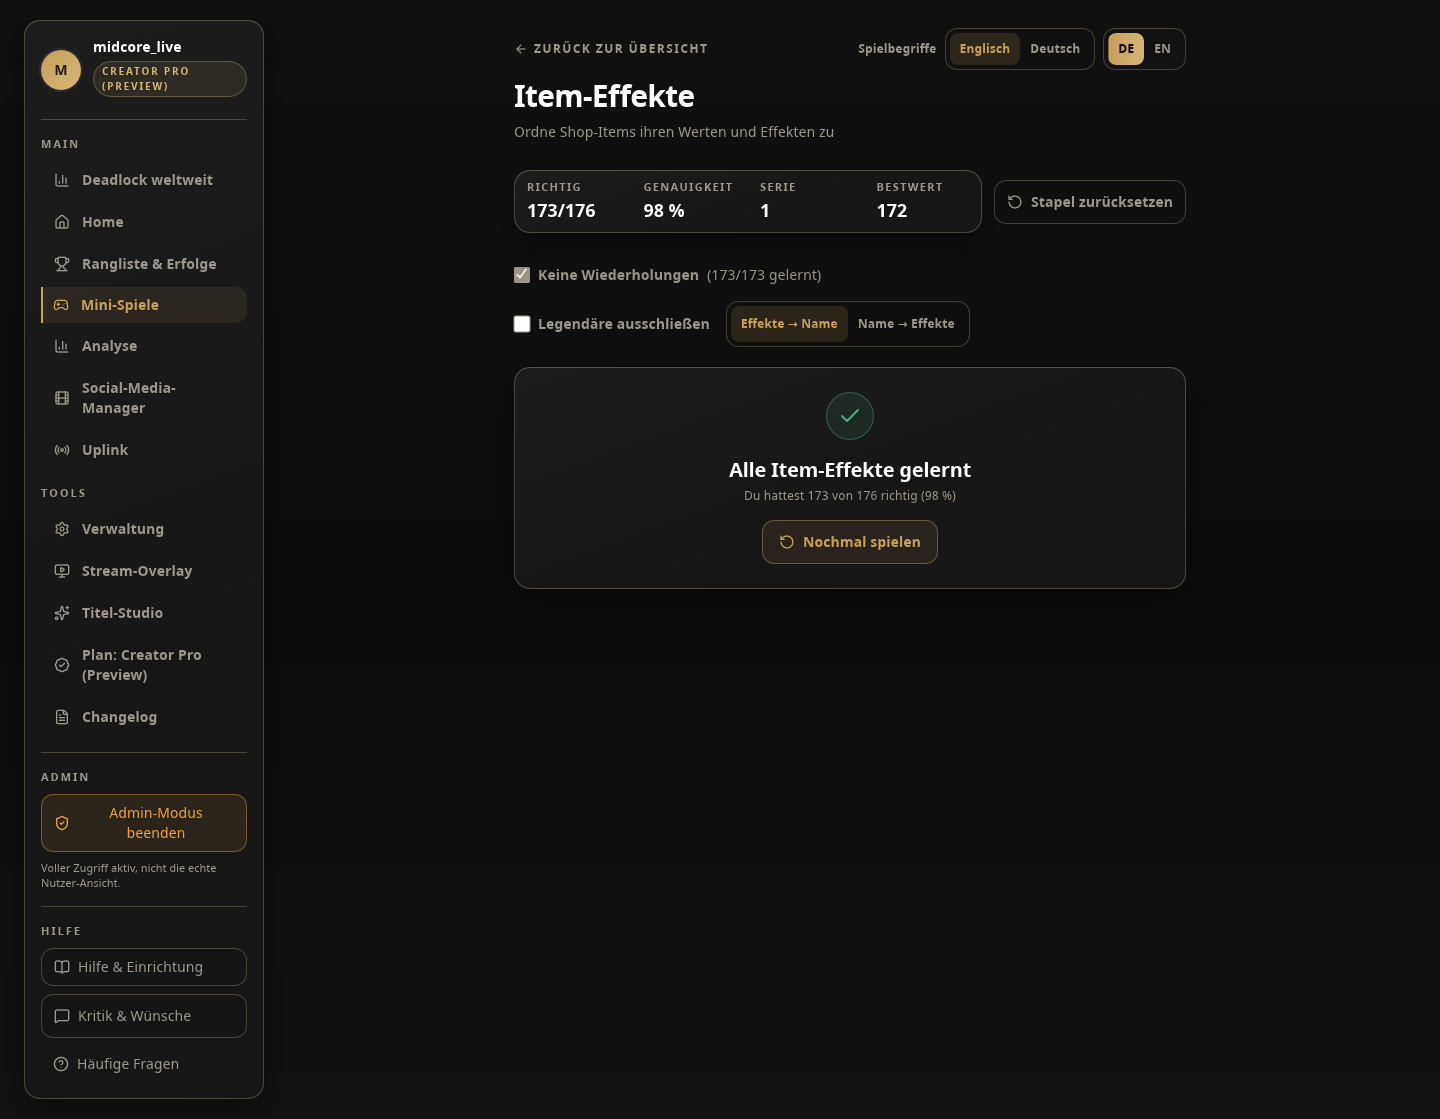 M
midcore_live
CREATOR PRO
(PREVIEW)
MAIN
Deadlock weltweit
Home
Rangliste & Erfolge
Mini-Spiele
Analyse
Social-Media-
Manager
Uplink
TOOLS
Verwaltung
Stream-Overlay
Titel-Studio
Plan: Creator Pro
(Preview)
Changelog
ADMIN
Admin-Modus
beenden
Voller Zugriff aktiv, nicht die echte
Nutzer-Ansicht.
HILFE
Hilfe & Einrichtung
Kritik & Wünsche
Häufige Fragen
← ZURÜCK ZUR ÜBERSICHT
Spielbegriffe Englisch Deutsch DE EN
Item-Effekte
Ordne Shop-Items ihren Werten und Effekten zu
RICHTIG GENAUIGKEIT SERIE BESTWERT
173/176 98 % 1 172
Stapel zurücksetzen
Keine Wiederholungen (173/173 gelernt)
Legendäre ausschließen Effekte → Name Name → Effekte
Alle Item-Effekte gelernt
Du hattest 173 von 176 richtig (98 %)
Nochmal spielen